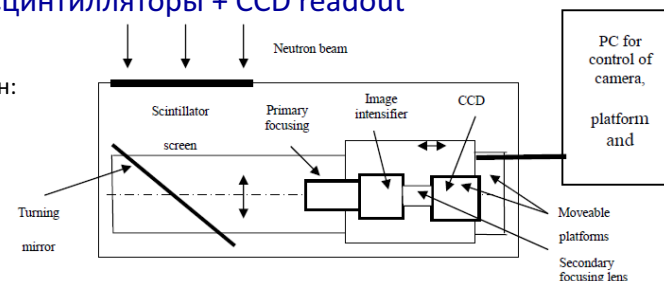 сцинтилляторы + CCD readout
Neutron beam
н:
Scintillator
screen
Primary
focusing
Image
intensifier
CCD
PC for
control of
camera,
platform
and
Turning
mirror
Moveable
platforms
Secondary
focusing lens